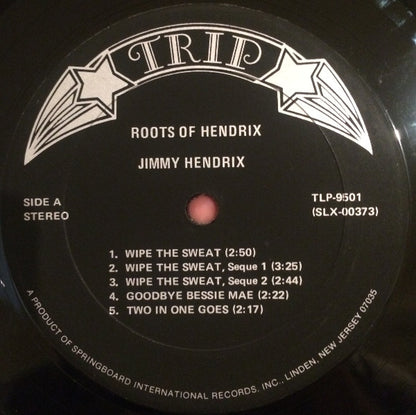 TRIP
ROOTS OF HENDRIX
JIMMY HENDRIX
SIDE A
STEREO
TLP-9501
(SLX-00373)
1. WIPE THE SWEAT (2:50)
2. WIPE THE SWEAT, Seque 1 (3:25)
3. WIPE THE SWEAT, Seque 2 (2:44)
4. GOODBYE BESSIE MAE (2:22)
5. TWO IN ONE GOES (2:17)
A PRODUCT OF SPRINGBOARD INTERNATIONAL RECORDS, INC., LINDEN, NEW JERSEY 07035